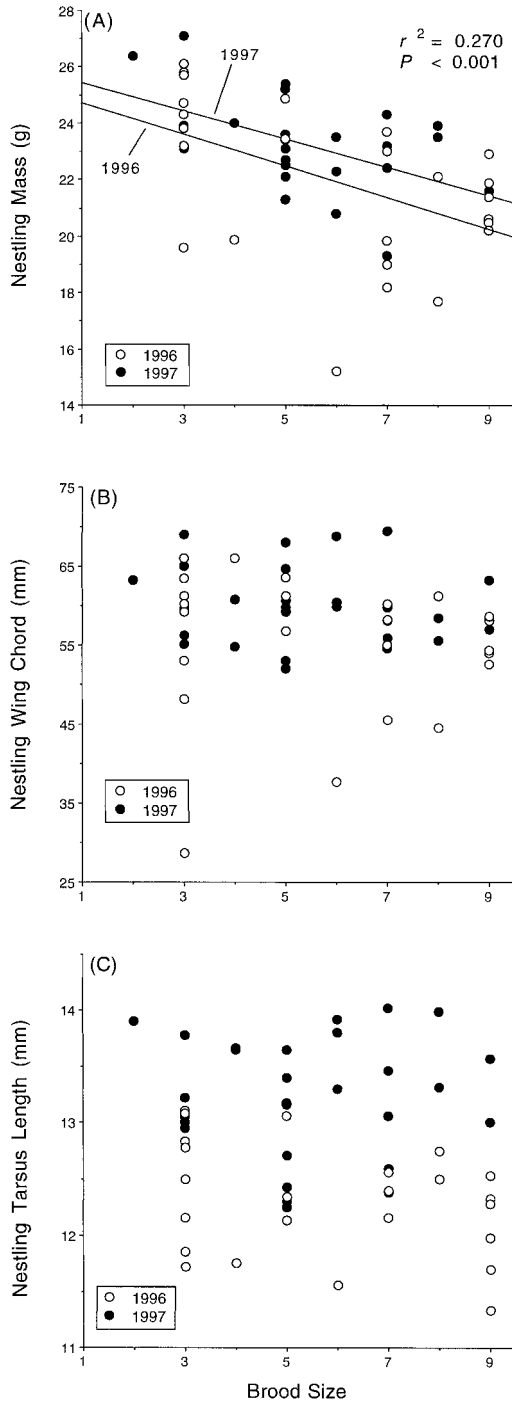 (A)
r 2 = 0.270
P < 0.001
1997
1996
Nestling Mass (g)
28
26
24
22
20
18
16
14
○ 1996
● 1997
1 3 5 7 9
(B)
Nestling Wing Chord (mm)
75
65
55
45
35
25
○ 1996
● 1997
1 3 5 7 9
(C)
Nestling Tarsus Length (mm)
14
13
12
11
○ 1996
● 1997
1 3 5 7 9
Brood Size